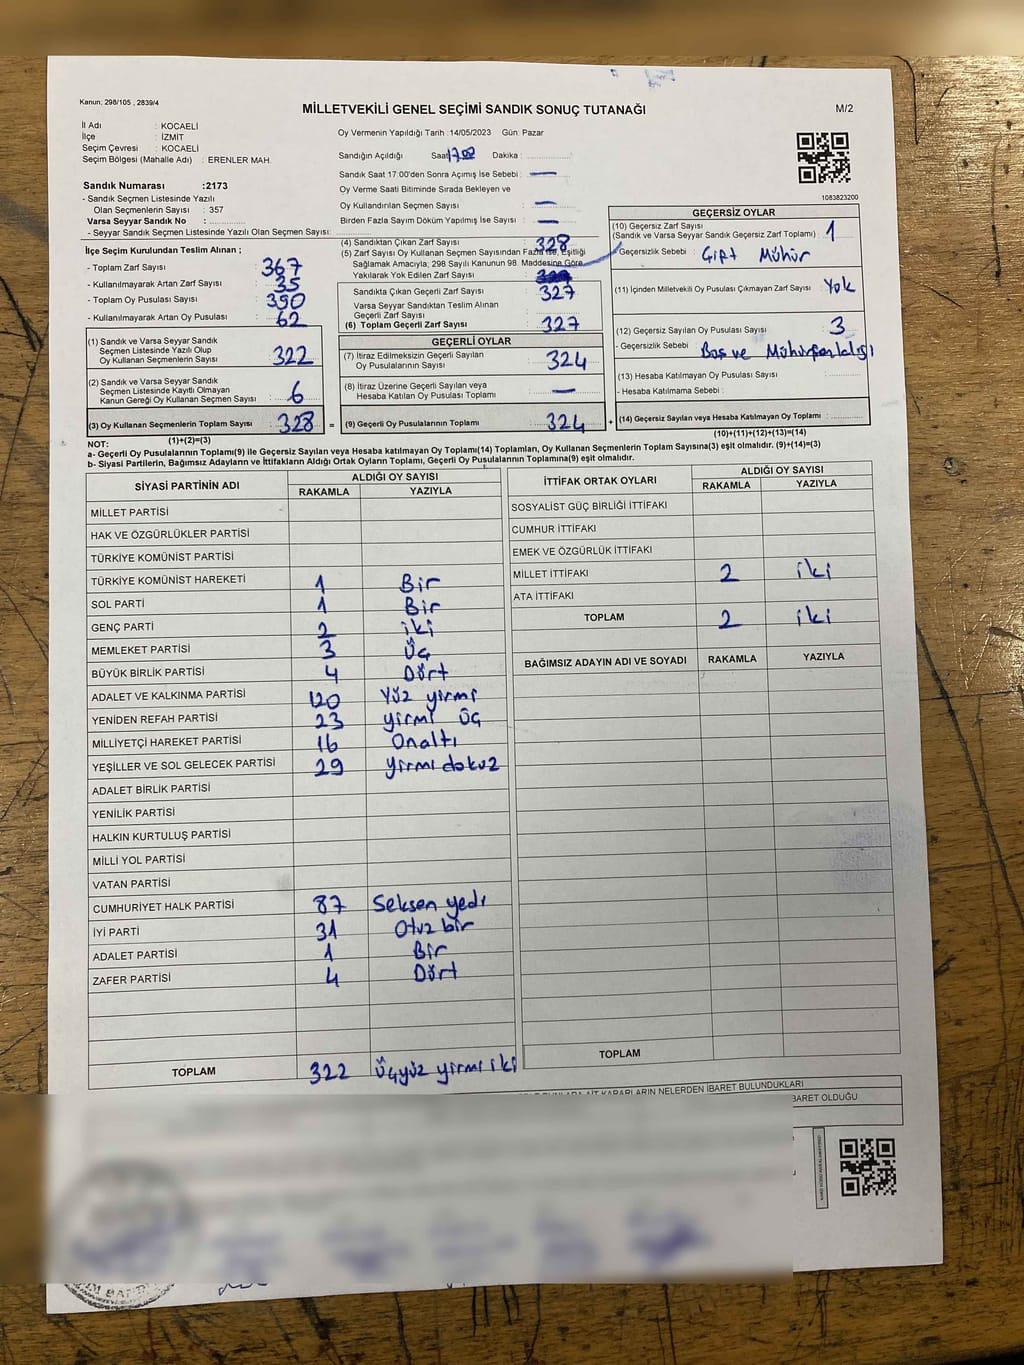 Kanun; 298/105 , 2839/4
MİLLETVEKİLİ GENEL SEÇİMİ SANDIK SONUÇ TUTANAĞI
M/2
İl Adı : KOCAELİ
İlçe : İZMİT
Seçim Çevresi : KOCAELİ
Seçim Bölgesi (Mahalle Adı) : ERENLER MAH.
Sandık Numarası :2173
- Sandık Seçmen Listesinde Yazılı
Olan Seçmenlerin Sayısı : 357
Varsa Seyyar Sandık No :
- Seyyar Sandık Seçmen Listesinde Yazılı Olan Seçmen Sayısı:
Oy Vermenin Yapıldığı Tarih :14/05/2023 Gün: Pazar
Sandığın Açıldığı Saat Dakika :
Sandık Saat 17.00'den Sonra Açımış İse Sebebi : —
Oy Verme Saati Bitiminde Sırada Bekleyen ve
Oy Kullandırılan Seçmen Sayısı : —
Birden Fazla Sayım Döküm Yapılmış İse Sayısı : —
1083823200
İlçe Seçim Kurulundan Teslim Alınan ;
- Toplam Zarf Sayısı : 367
- Kullanılmayarak Artan Zarf Sayısı : 35
- Toplam Oy Pusulası Sayısı : 390
- Kullanılmayarak Artan Oy Pusulası : 62
(1) Sandık ve Varsa Seyyar Sandık
Seçmen Listesinde Yazılı Olup
Oy Kullanan Seçmenlerin Sayısı : 322
(2) Sandık ve Varsa Seyyar Sandık
Seçmen Listesinde Kayıtlı Olmayan
Kanun Gereği Oy Kullanan Seçmen Sayısı : 6
(3) Oy Kullanan Seçmenlerin Toplam Sayısı : 328 =
(1)+(2)=(3)
(4) Sandıktan Çıkan Zarf Sayısı : 328
(5) Zarf Sayısı Oy Kullanan Seçmen Sayısından Fazla ise, Eşitliği
Sağlamak Amacıyla; 298 Sayılı Kanunun 98. Maddesine Göre
Yakılarak Yok Edilen Zarf Sayısı :
Sandıkta Çıkan Geçerli Zarf Sayısı : 327
Varsa Seyyar Sandıktan Teslim Alınan
Geçerli Zarf Sayısı :
(6) Toplam Geçerli Zarf Sayısı : 327
GEÇERLİ OYLAR
(7) İtiraz Edilmeksizin Geçerli Sayılan
Oy Pusulalarının Sayısı : 324
(8) İtiraz Üzerine Geçerli Sayılan veya
Hesaba Katılan Oy Pusulası Toplamı : —
(9) Geçerli Oy Pusulalarının Toplamı : 324 +
GEÇERSİZ OYLAR
(10) Geçersiz Zarf Sayısı
(Sandık ve Varsa Seyyar Sandık Geçersiz Zarf Toplamı) : 1
Geçersizlik Sebebi : Çift Mühür
(11) İçinden Milletvekili Oy Pusulası Çıkmayan Zarf Sayısı : Yok
(12) Geçersiz Sayılan Oy Pusulası Sayısı : 3
- Geçersizlik Sebebi : Boş ve
(13) Hesaba Katılmayan Oy Pusulası Sayısı :
- Hesaba Katılmama Sebebi :
(14) Geçersiz Sayılan veya Hesaba Katılmayan Oy Toplamı :
(10)+(11)+(12)+(13)=(14)
NOT:
a- Geçerli Oy Pusulalarının Toplamı(9) ile Geçersiz Sayılan veya Hesaba katılmayan Oy Toplamı(14) Toplamları, Oy Kullanan Seçmenlerin Toplam Sayısına(3) eşit olmalıdır. (9)+(14)=(3)
b- Siyasi Partilerin, Bağımsız Adayların ve İttifakların Aldığı Ortak Oyların Toplamı, Geçerli Oy Pusulalarının Toplamına(9) eşit olmalıdır.
SİYASİ PARTİNİN ADI ALDIĞI OY SAYISI
RAKAMLA YAZIYLA
MİLLET PARTİSİ
HAK VE ÖZGÜRLÜKLER PARTİSİ
TÜRKİYE KOMÜNİST PARTİSİ
TÜRKİYE KOMÜNİST HAREKETİ 1 Bir
SOL PARTİ 1 Bir
GENÇ PARTİ 2 iki
MEMLEKET PARTİSİ 3 Üç
BÜYÜK BİRLİK PARTİSİ 4 Dört
ADALET VE KALKINMA PARTİSİ 120 Yüz yirmi
YENİDEN REFAH PARTİSİ 23 yirmi üç
MİLLİYETÇİ HAREKET PARTİSİ 16 Onaltı
YEŞİLLER VE SOL GELECEK PARTİSİ 29 yirmi dokuz
ADALET BİRLİK PARTİSİ
YENİLİK PARTİSİ
HALKIN KURTULUŞ PARTİSİ
MİLLİ YOL PARTİSİ
VATAN PARTİSİ
CUMHURİYET HALK PARTİSİ 87 Seksen yedi
İYİ PARTİ 31 Otuz bir
ADALET PARTİSİ 1 Bir
ZAFER PARTİSİ 4 Dört
TOPLAM 322 Üçyüz yirmi iki
İTTİFAK ORTAK OYLARI ALDIĞI OY SAYISI
RAKAMLA YAZIYLA
SOSYALİST GÜÇ BİRLİĞİ İTTİFAKI
CUMHUR İTTİFAKI
EMEK VE ÖZGÜRLÜK İTTİFAKI
MİLLET İTTİFAKI 2 iki
ATA İTTİFAKI
TOPLAM 2 iki
BAĞIMSIZ ADAYIN ADI VE SOYADI RAKAMLA YAZIYLA
TOPLAM
KARARLARIN NELERDEN İBARET BULUNDUKLARI
BARET OLDUĞU